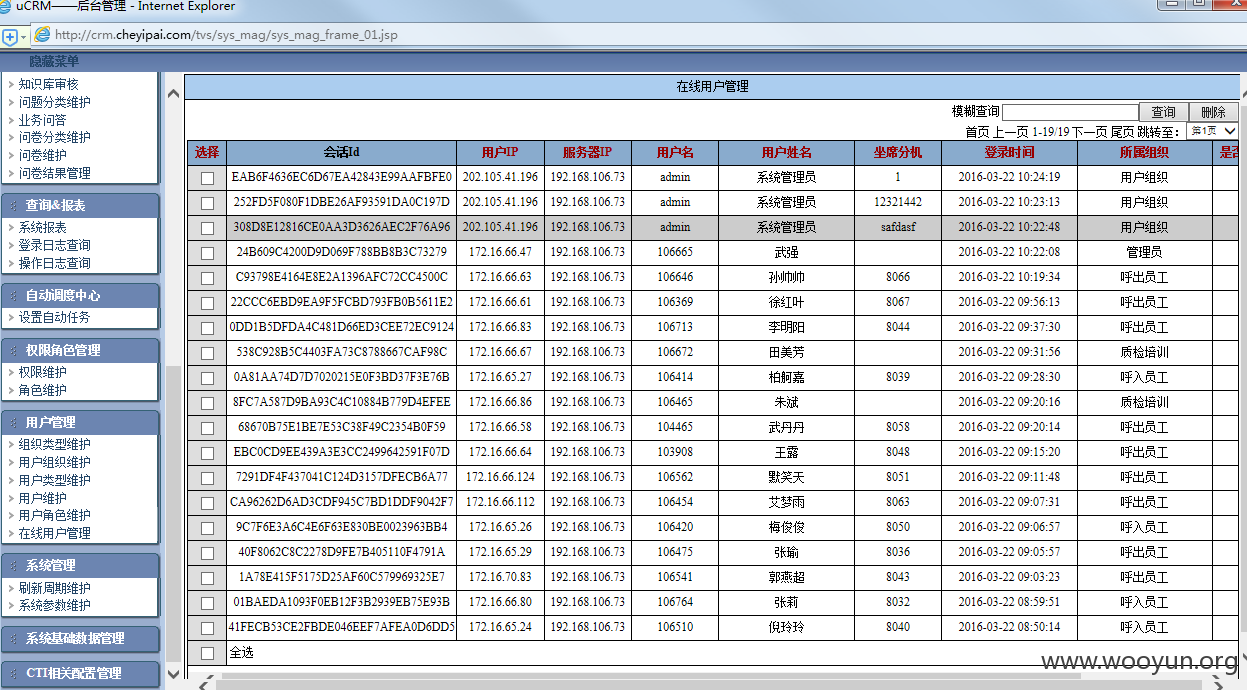 uCRM——后台管理 - Internet Explorer
http://crm.cheyipai.com/tvs/sys_mag/sys_mag_frame_01.jsp
隐藏菜单
知识库审核
问题分类维护
业务问答
问卷分类维护
问卷维护
问卷结果管理
查询&报表
系统报表
登录日志查询
操作日志查询
自动调度中心
设置自动任务
权限角色管理
权限维护
角色维护
用户管理
组织类型维护
用户组织维护
用户类型维护
用户维护
用户角色维护
在线用户管理
系统管理
刷新周期维护
系统参数维护
系统基础数据管理
CTI相关配置管理
在线用户管理
模糊查询 查询 删除
首页 上一页 1-19/19 下一页 尾页 跳转至： 第1页
选择 会话Id 用户IP 服务器IP 用户名 用户姓名 坐席分机 登录时间 所属组织 是否
EAB6F4636EC6D67EA42843E99AAFBFE0 202.105.41.196 192.168.106.73 admin 系统管理员 1 2016-03-22 10:24:19 用户组织
252FD5F080F1DBE26AF93591DA0C197D 202.105.41.196 192.168.106.73 admin 系统管理员 12321442 2016-03-22 10:23:13 用户组织
308D8E12816CE0AA3D3626AEC2F76A96 202.105.41.196 192.168.106.73 admin 系统管理员 safdasf 2016-03-22 10:22:48 用户组织
24B609C4200D9D069F788BB8B3C73279 172.16.66.47 192.168.106.73 106665 武强 2016-03-22 10:22:08 管理员
C93798E4164E8E2A1396AFC72CC4500C 172.16.66.63 192.168.106.73 106646 孙帅帅 8066 2016-03-22 10:19:34 呼出员工
22CCC6EBD9EA9F5FCBD793FB0B5611E2 172.16.66.61 192.168.106.73 106369 徐红叶 8067 2016-03-22 09:56:13 呼出员工
0DD1B5DFDA4C481D66ED3CEE72EC9124 172.16.66.83 192.168.106.73 106713 李明阳 8044 2016-03-22 09:37:30 呼出员工
538C928B5C4403FA73C8788667CAF98C 172.16.66.67 192.168.106.73 106672 田美芳 2016-03-22 09:31:56 质检培训
0A81AA74D7D7020215E0F3BD37F3E76B 172.16.65.27 192.168.106.73 106414 柏舸嘉 8039 2016-03-22 09:28:30 呼入员工
8FC7A587D9BA93C4C10884B779D4EFEE 172.16.66.86 192.168.106.73 106465 朱斌 2016-03-22 09:20:16 质检培训
68670B75E1BE7E53C38F49C2354B0F59 172.16.66.58 192.168.106.73 104465 武丹丹 8058 2016-03-22 09:20:14 呼出员工
EBC0CD9EE439A3E3CC2499642591F07D 172.16.66.64 192.168.106.73 103908 王露 8048 2016-03-22 09:15:20 呼出员工
7291DF4F437041C124D3157DFECB6A77 172.16.66.124 192.168.106.73 106562 默笑天 8051 2016-03-22 09:11:48 呼出员工
CA96262D6AD3CDF945C7BD1DDF9042F7 172.16.66.112 192.168.106.73 106454 艾梦雨 8063 2016-03-22 09:07:31 呼出员工
9C7F6E3A6C4E6F63E830BE0023963BB4 172.16.65.26 192.168.106.73 106420 梅俊俊 8050 2016-03-22 09:06:57 呼入员工
40F8062C8C2278D9FE7B405110F4791A 172.16.65.29 192.168.106.73 106475 张瑜 8036 2016-03-22 09:05:57 呼出员工
1A78E415F5175D25AF60C579969325E7 172.16.70.83 192.168.106.73 106541 郭燕超 8043 2016-03-22 09:03:23 呼出员工
01BAEDA1093F0EB12F3B2939EB75E93B 172.16.66.80 192.168.106.73 106764 张莉 8032 2016-03-22 08:59:51 呼入员工
41FECB53CE2FBDE046EEF7AFEA0D6DD5 172.16.65.24 192.168.106.73 106510 倪玲玲 8040 2016-03-22 08:50:14 呼入员工
全选
www.wooyun.org